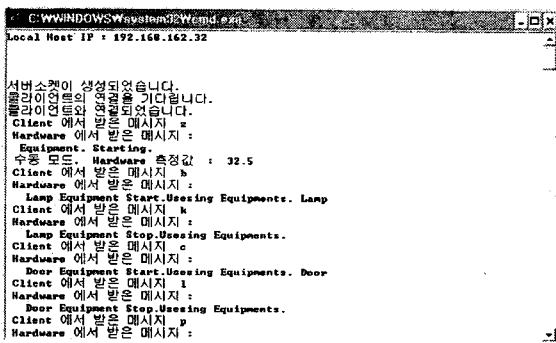 C:\WINDOWS\system32\cmd.exe
Local Host IP : 192.168.162.32
서버소켓이 생성되었습니다.
클라이언트의 연결을 기다립니다.
클라이언트와 연결되었습니다.
Client 에서 받은 메시지 z
Hardware 에서 받은 메시지 :
Equipment. Starting.
수동 모드. Hardware 측정값 : 32.5
Client 에서 받은 메시지 b
Hardware 에서 받은 메시지 :
Lamp Equipment Start.Usesing Equipments. Lamp
Client 에서 받은 메시지 k
Hardware 에서 받은 메시지 :
Lamp Equipment Stop.Usesing Equipments.
Client 에서 받은 메시지 c
Hardware 에서 받은 메시지 :
Door Equipment Start.Usesing Equipments. Door
Client 에서 받은 메시지 l
Hardware 에서 받은 메시지 :
Door Equipment Stop.Usesing Equipments.
Client 에서 받은 메시지 p
Hardware 에서 받은 메시지 :